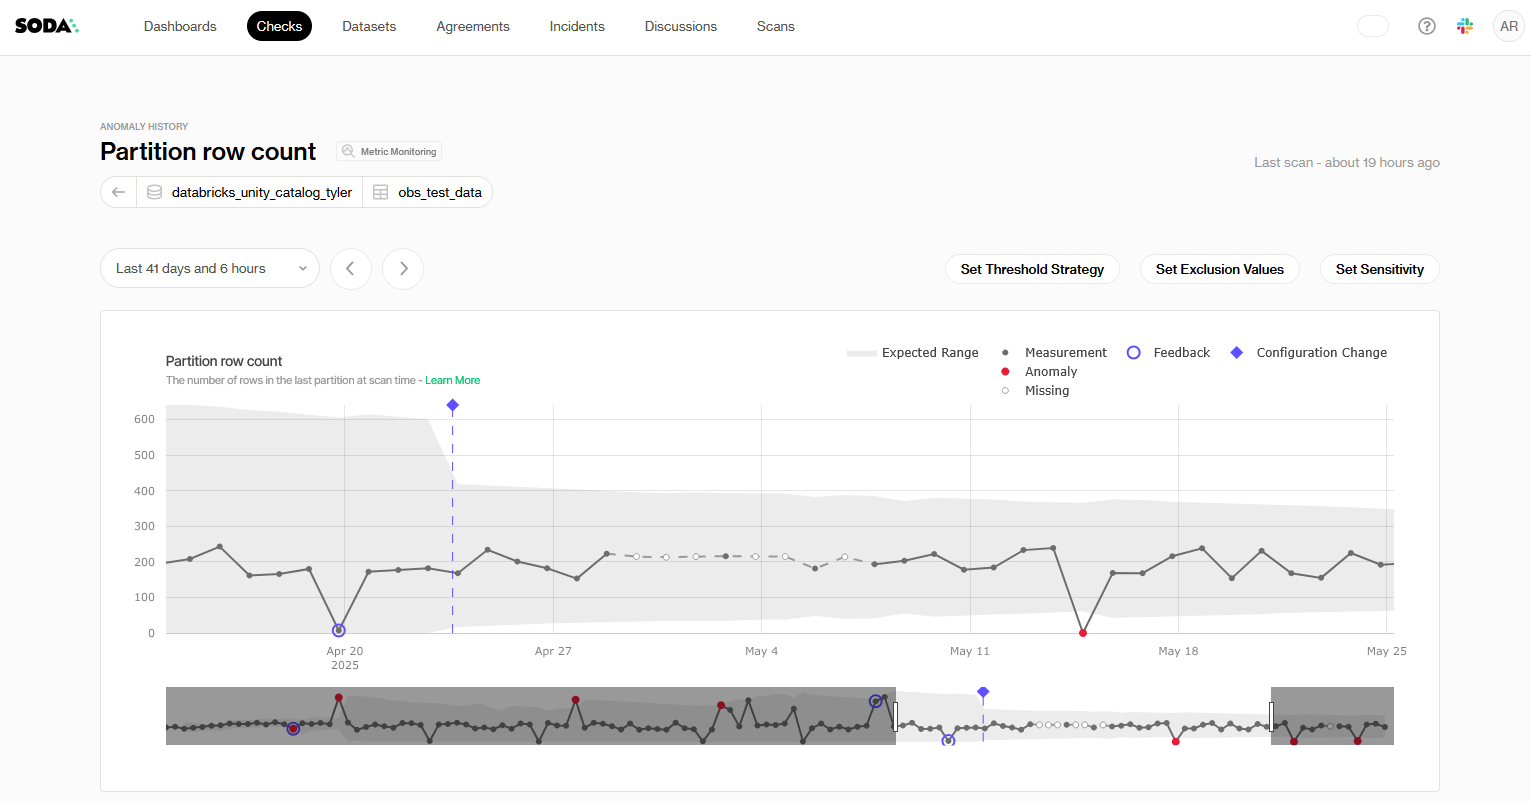 SODA
Dashboards
Checks
Datasets
Agreements
Incidents
Discussions
Scans
AR
ANOMALY HISTORY
Partition row count
Metric Monitoring
Last scan - about 19 hours ago
databricks_unity_catalog_tyler
obs_test_data
Last 41 days and 6 hours
Set Threshold Strategy
Set Exclusion Values
Set Sensitivity
Partition row count
The number of rows in the last partition at scan time - Learn More
Expected Range
Measurement
Feedback
Configuration Change
Anomaly
Missing
600
500
400
300
200
100
0
Apr 20
2025
Apr 27
May 4
May 11
May 18
May 25